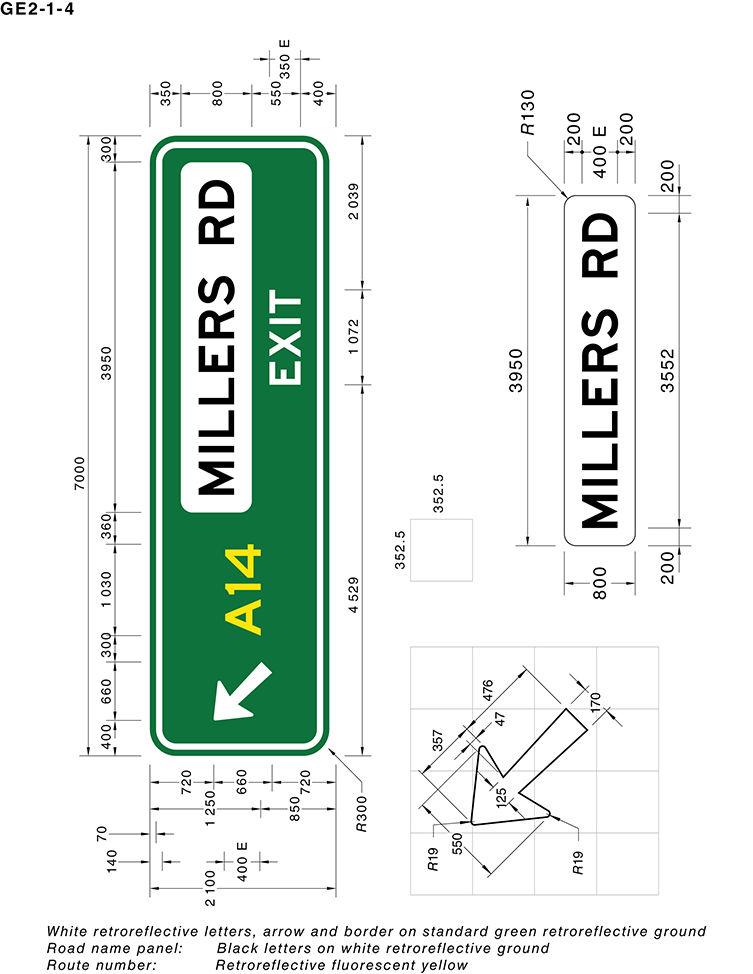 GE2-1-4
350 E
350
800
550
400
300
3950
7000
360
1 030
300
660
400
MILLERS RD
EXIT
A14
2 039
1 072
4 529
720
660
720
1 250
850
70
140
400 E
2 100
R300
R130
200
400 E
200
200
3950
MILLERS RD
3552
200
800
352.5
352.5
476
47
357
170
125
550
R19
R19
White retroreflective letters, arrow and border on standard green retroreflective ground
Road name panel: Black letters on white retroreflective ground
Route number: Retroreflective fluorescent yellow